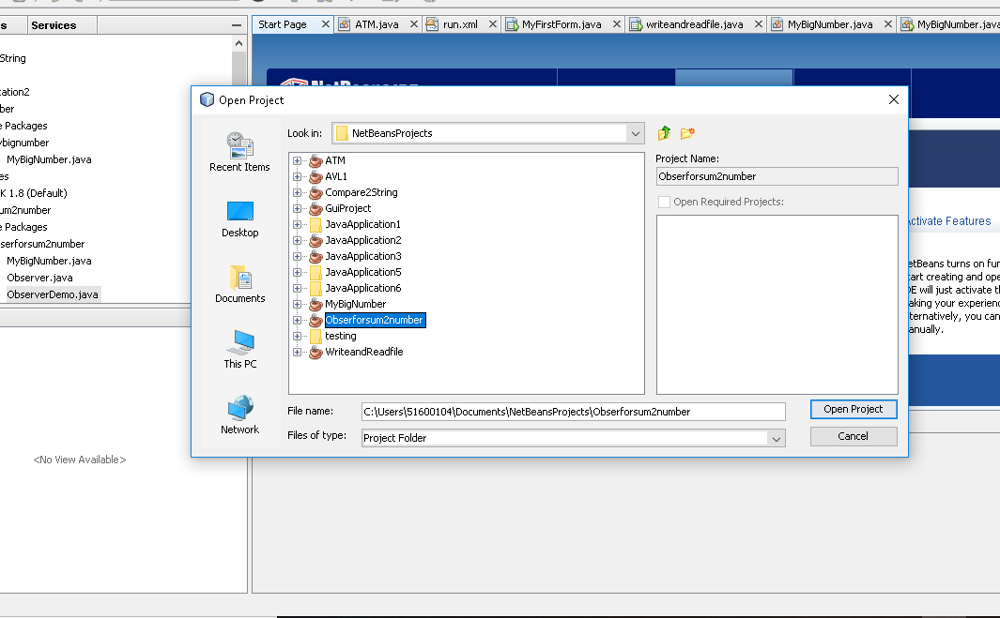 s Services
Start Page ATM.java run.xml MyFirstForm.java writeandreadfile.java MyBigNumber.java MyBigNumber.java
String
cation2
ber
e Packages
ybignumber
MyBigNumber.java
es
K 1.8 (Default)
um2number
e Packages
serforsum2number
MyBigNumber.java
Observer.java
ObserverDemo.java
<No View Available>
Open Project
Look in: NetBeansProjects
Recent Items
Desktop
Documents
This PC
Network
ATM
AVL1
Compare2String
GuiProject
JavaApplication1
JavaApplication2
JavaApplication3
JavaApplication5
JavaApplication6
MyBigNumber
Obserforsum2number
testing
WriteandReadfile
Project Name:
Obserforsum2number
Open Required Projects:
File name: C:\Users\51600104\Documents\NetBeansProjects\Obserforsum2number
Files of type: Project Folder
Open Project
Cancel
Activate Features
etBeans turns on fun
tart creating and ope
DE will just activate th
aking your experienc
lternatively, you can
anually.